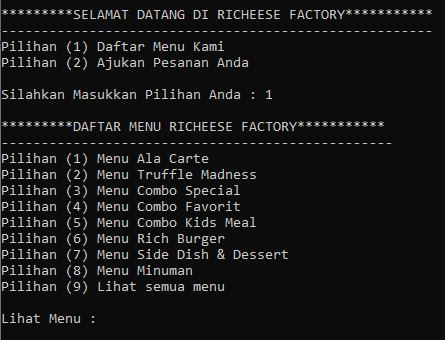 *********SELAMAT DATANG DI RICHEESE FACTORY***********
------------------------------------------------------
Pilihan (1) Daftar Menu Kami
Pilihan (2) Ajukan Pesanan Anda
Silahkan Masukkan Pilihan Anda : 1
*********DAFTAR MENU RICHEESE FACTORY***********
-------------------------------------------------
Pilihan (1) Menu Ala Carte
Pilihan (2) Menu Truffle Madness
Pilihan (3) Menu Combo Special
Pilihan (4) Menu Combo Favorit
Pilihan (5) Menu Combo Kids Meal
Pilihan (6) Menu Rich Burger
Pilihan (7) Menu Side Dish & Dessert
Pilihan (8) Menu Minuman
Pilihan (9) Lihat semua menu
Lihat Menu :